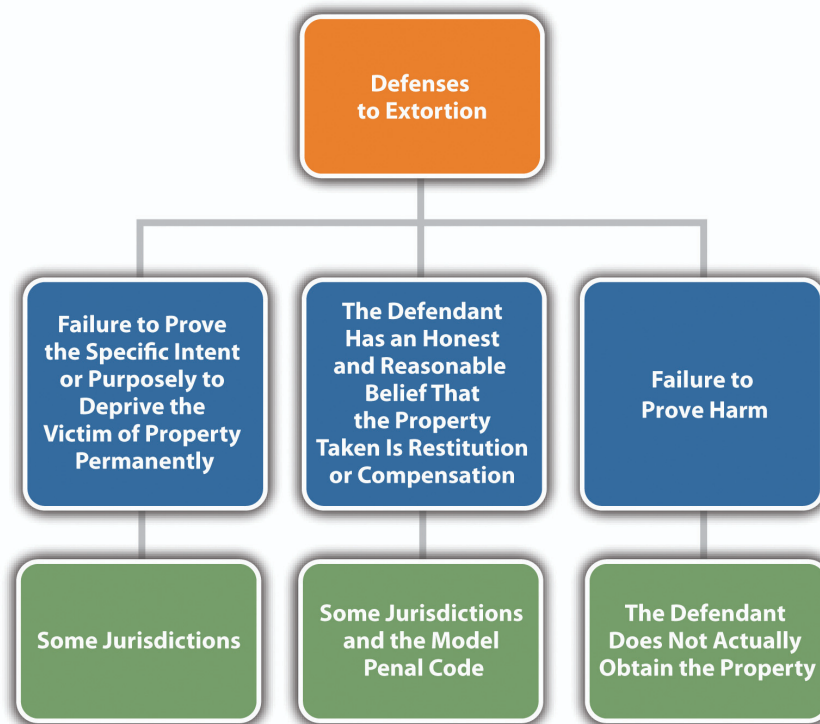 Defenses
to Extortion
Failure to Prove
the Specific Intent
or Purposely to
Deprive the
Victim of Property
Permanently
The Defendant
Has an Honest
and Reasonable
Belief That
the Property
Taken Is Restitution
or Compensation
Failure to
Prove Harm
Some Jurisdictions
Some Jurisdictions
and the Model
Penal Code
The Defendant
Does Not Actually
Obtain the Property